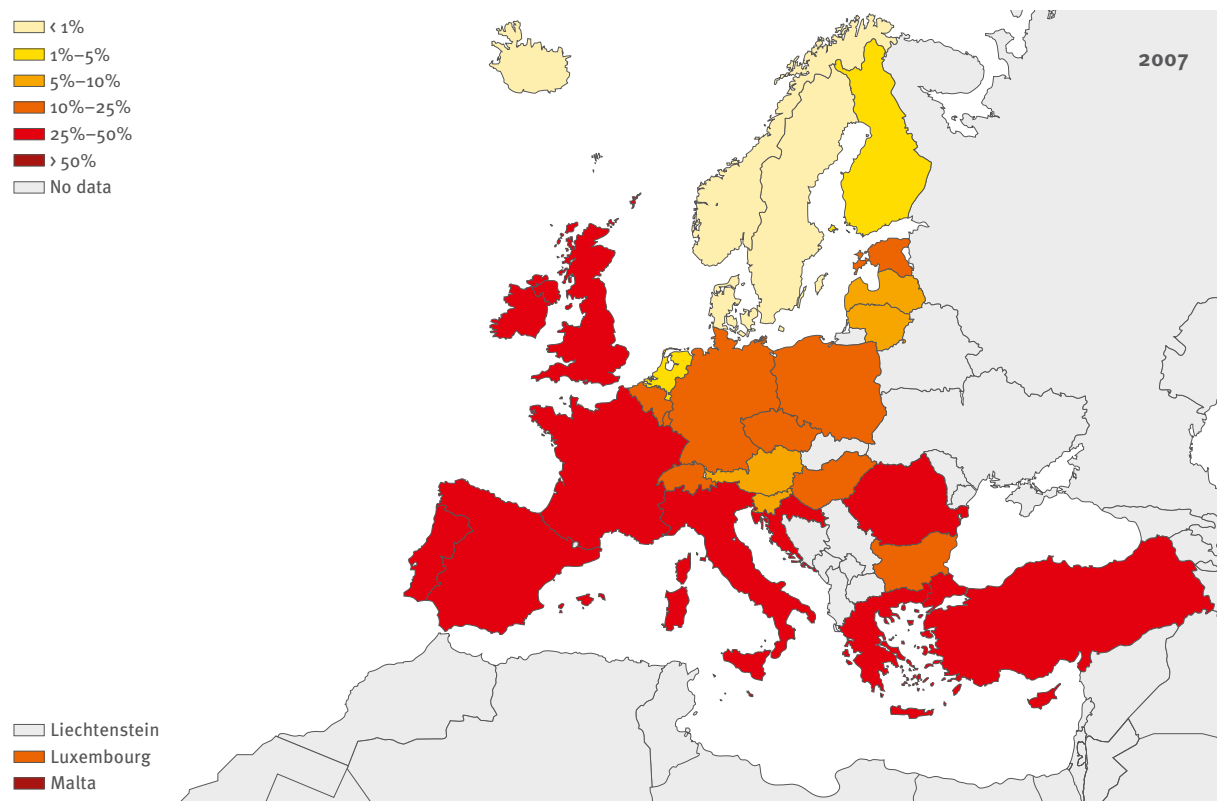 < 1%
1%–5%
5%–10%
10%–25%
25%–50%
> 50%
No data
2007
Liechtenstein
Luxembourg
Malta